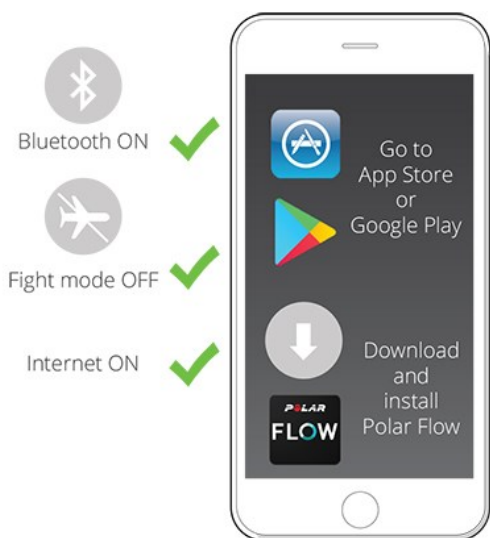 Bluetooth ON
Fight mode OFF
Internet ON
Go to
App Store
or
Google Play
Download
and
install
Polar Flow
POLAR
FLOW